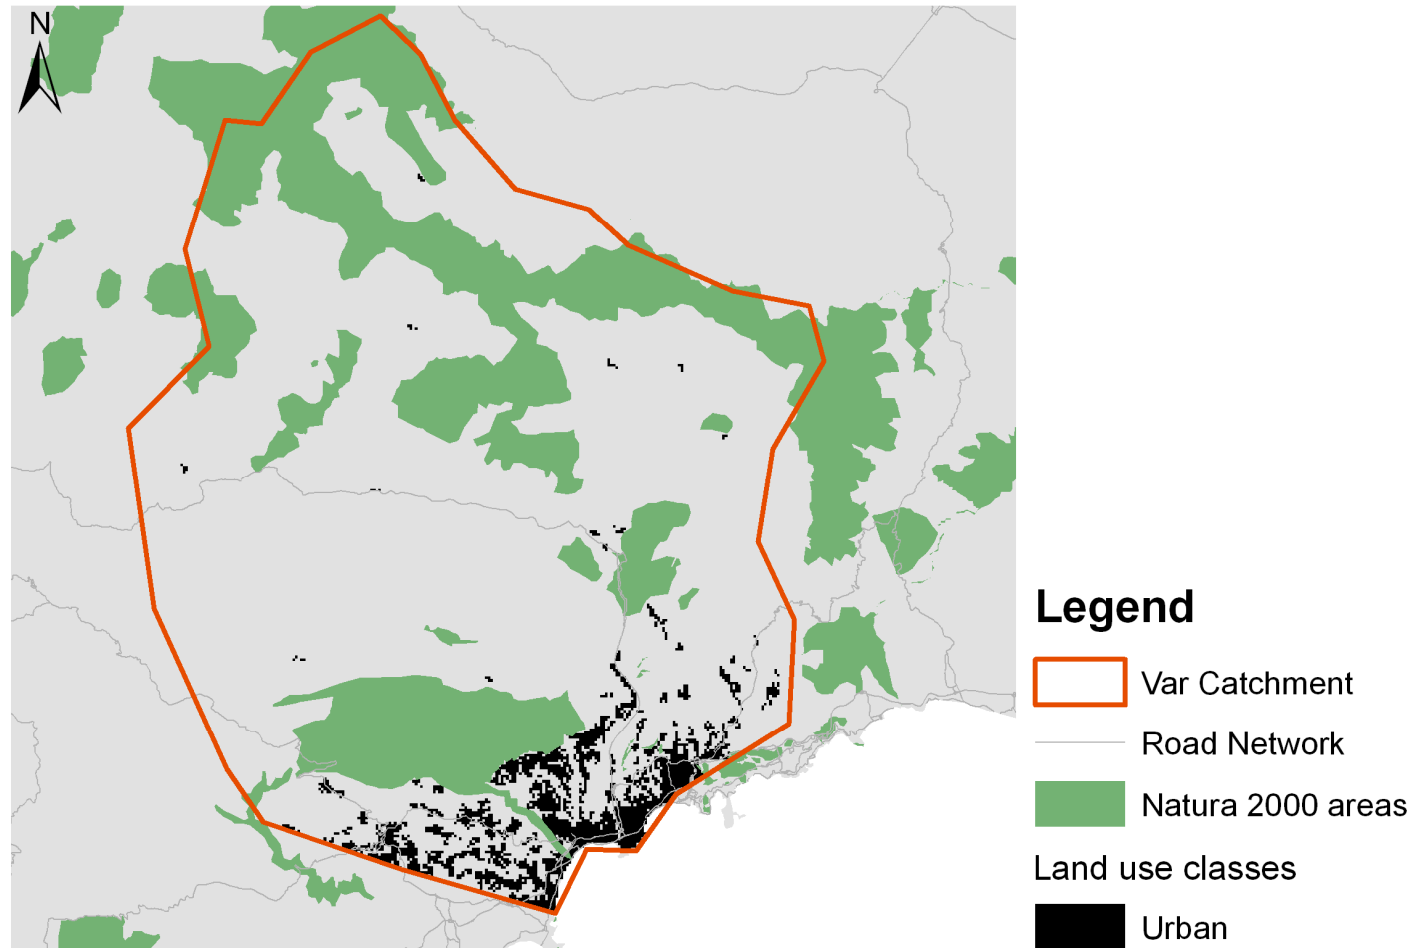 N
Legend
Var Catchment
Road Network
Natura 2000 areas
Land use classes
Urban